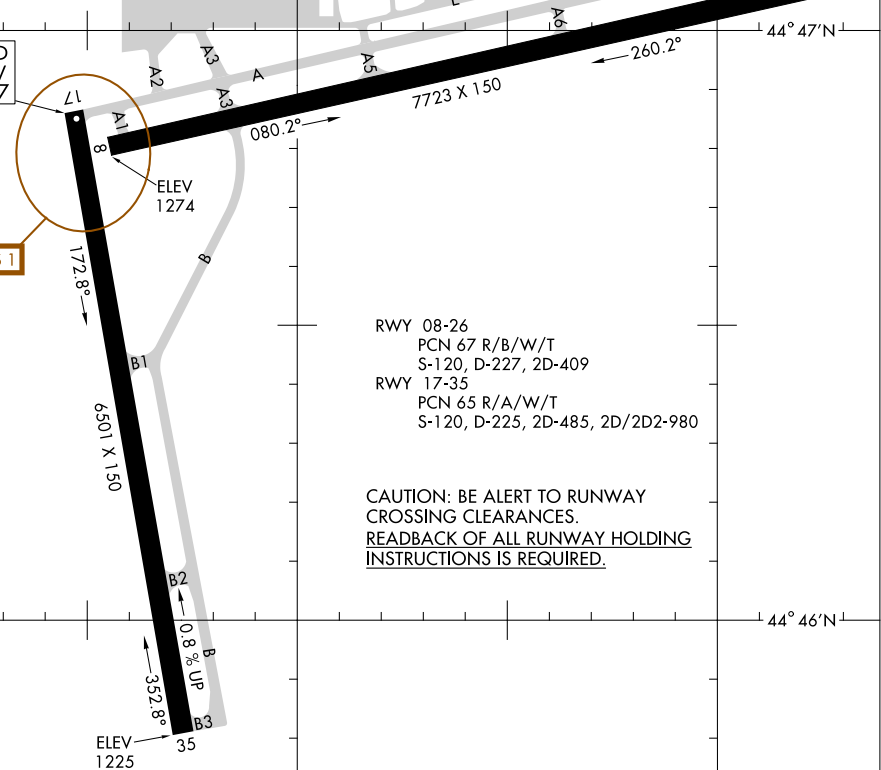 44° 47'N
A6
260.2°
A3
A5
A
A2
7723 X 150
17
A1
A3
080.2°
8
ELEV
1274
172.8°
B
RWY 08-26
PCN 67 R/B/W/T
S-120, D-227, 2D-409
RWY 17-35
PCN 65 R/A/W/T
S-120, D-225, 2D-485, 2D/2D2-980
B1
6501 X 150
CAUTION: BE ALERT TO RUNWAY
CROSSING CLEARANCES.
READBACK OF ALL RUNWAY HOLDING
INSTRUCTIONS IS REQUIRED.
B2
44° 46'N
0.8 % UP
B
352.8°
B3
35
ELEV
1225